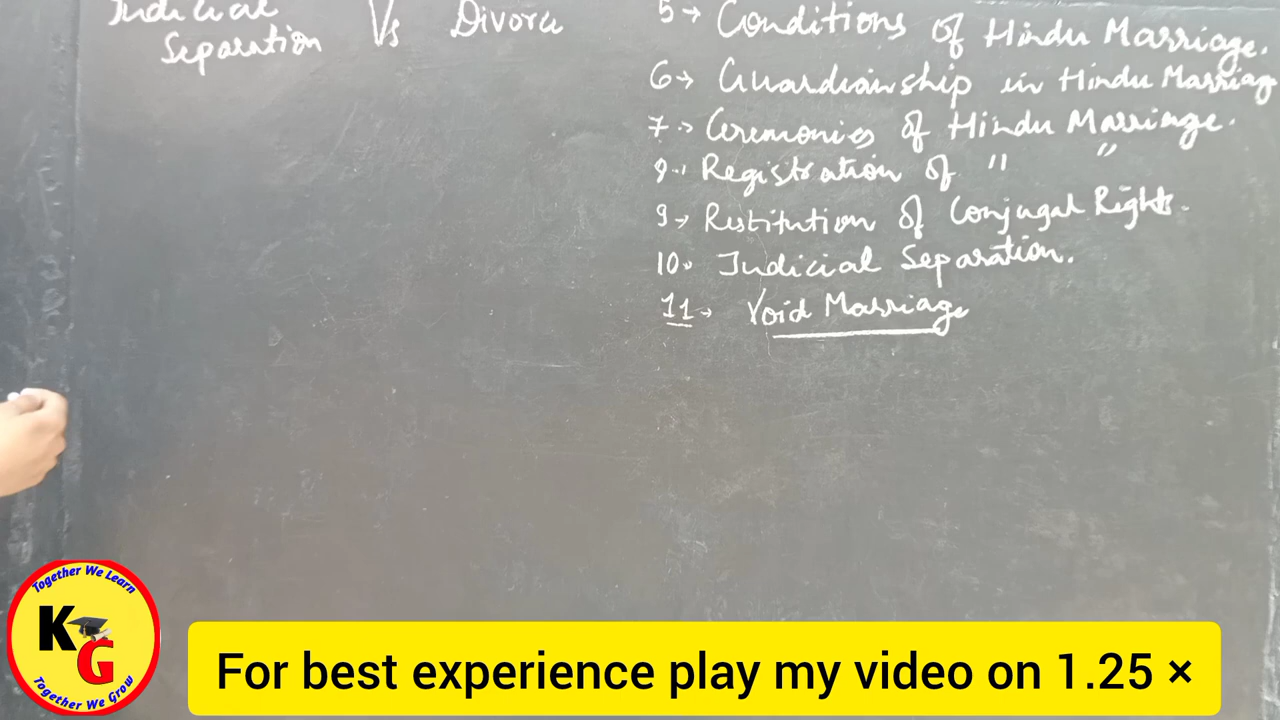 Judicial
Separation Vs Divorce
5→ Conditions of Hindu Marriage.
6→ Guardianship in Hindu Marriage
7→ Ceremonies of Hindu Marriage.
8→ Registration of " "
9→ Restitution of Conjugal Rights.
10. Judicial Separation.
11→ Void Marriage
Together We Learn
KG
Together We Grow
For best experience play my video on 1.25 ×